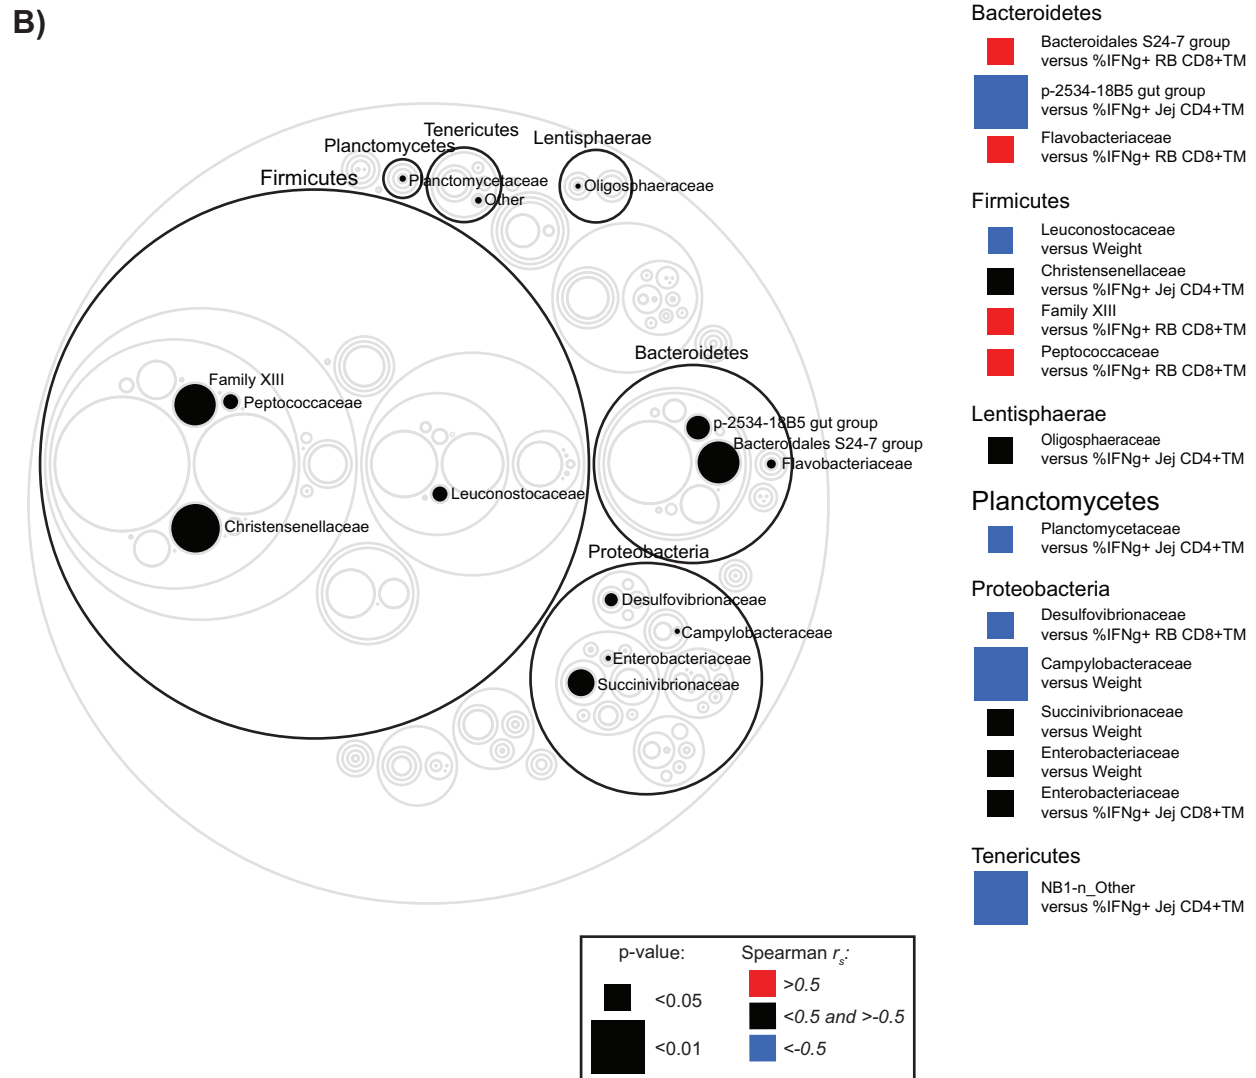 B)
Planctomycetes
Tenericutes
Lentisphaerae
Firmicutes
Planctomycetaceae
Other
Oligosphaeraceae
Bacteroidetes
Family XIII
Peptococcaceae
p-2534-18B5 gut group
Bacteroidales S24-7 group
Flavobacteriaceae
Leuconostocaceae
Christensenellaceae
Proteobacteria
Desulfovibrionaceae
Campylobacteraceae
Enterobacteriaceae
Succinivibrionaceae
Bacteroidetes
Bacteroidales S24-7 group
versus %IFNg+ RB CD8+TM
p-2534-18B5 gut group
versus %IFNg+ Jej CD4+TM
Flavobacteriaceae
versus %IFNg+ RB CD8+TM
Firmicutes
Leuconostocaceae
versus Weight
Christensenellaceae
versus %IFNg+ Jej CD4+TM
Family XIII
versus %IFNg+ RB CD8+TM
Peptococcaceae
versus %IFNg+ RB CD8+TM
Lentisphaerae
Oligosphaeraceae
versus %IFNg+ Jej CD4+TM
Planctomycetes
Planctomycetaceae
versus %IFNg+ Jej CD4+TM
Proteobacteria
Desulfovibrionaceae
versus %IFNg+ RB CD8+TM
Campylobacteraceae
versus Weight
Succinivibrionaceae
versus Weight
Enterobacteriaceae
versus Weight
Enterobacteriaceae
versus %IFNg+ Jej CD8+TM
Tenericutes
NB1-n_Other
versus %IFNg+ Jej CD4+TM
p-value:
<0.05
<0.01
Spearman rs:
>0.5
<0.5 and >-0.5
<-0.5